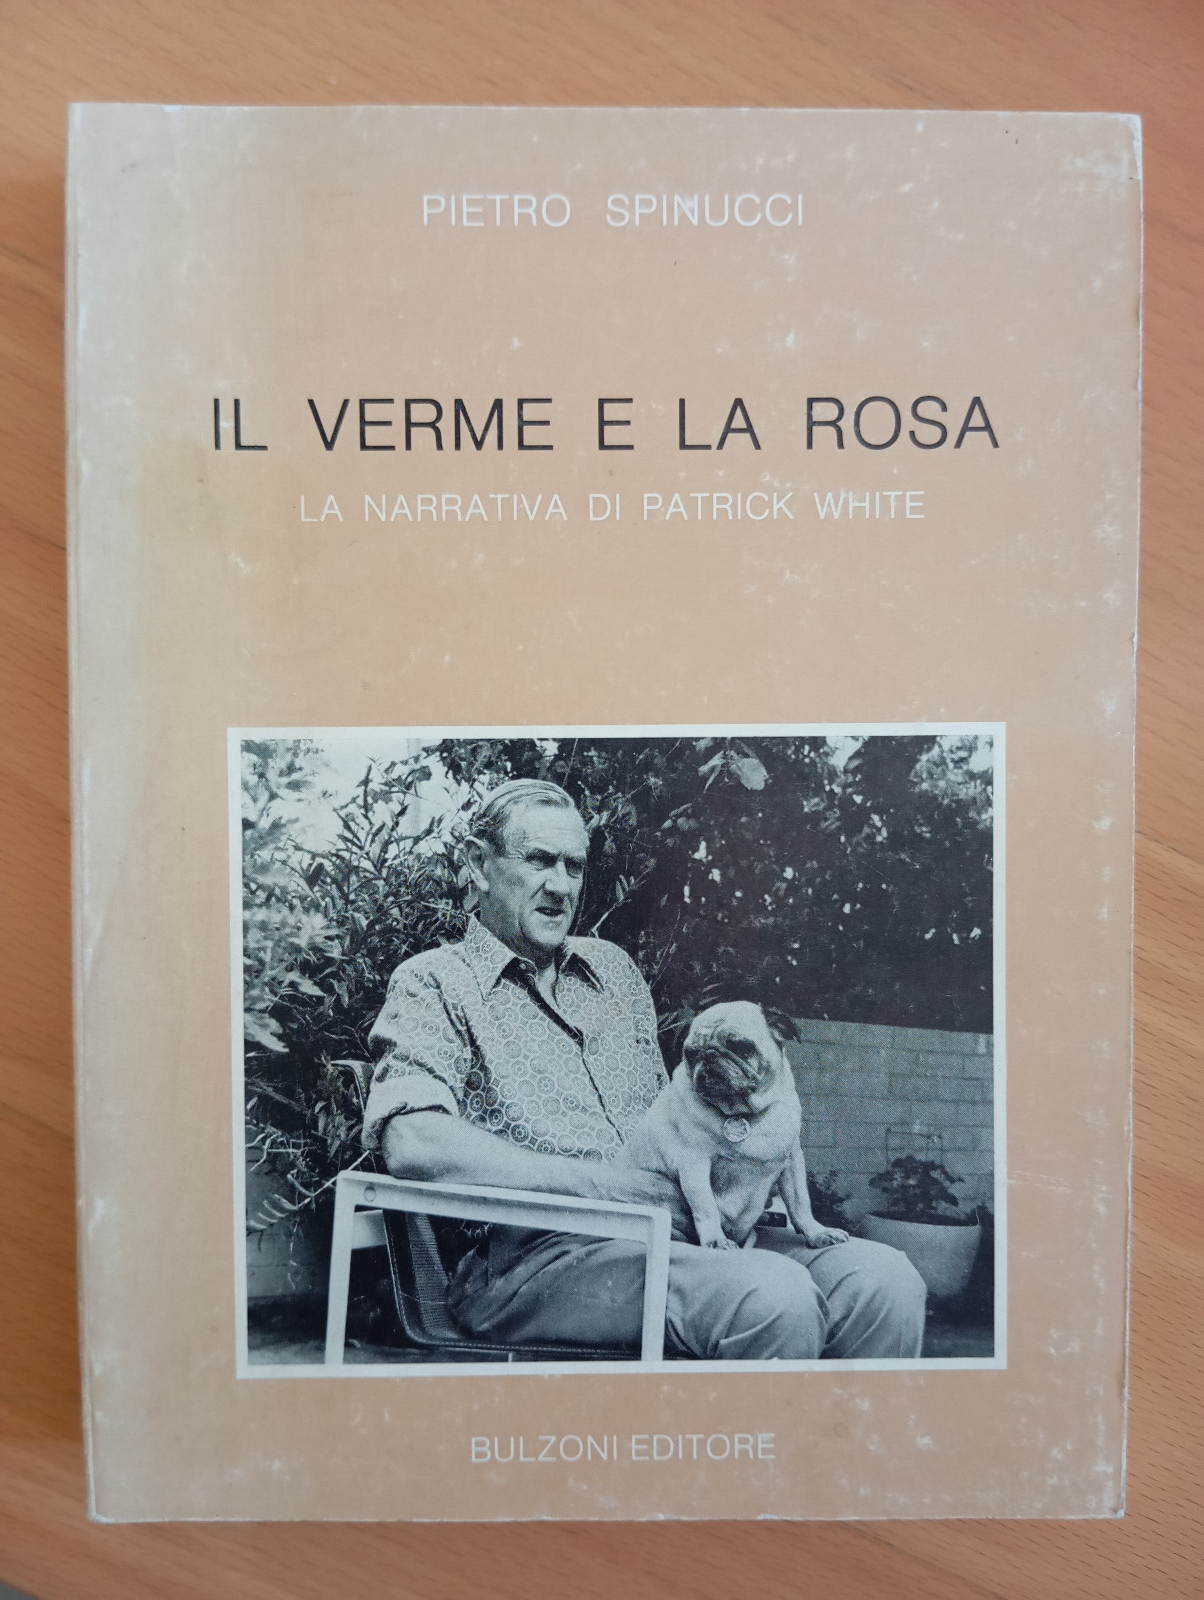 PIETRO SPINUCCI
IL VERME E LA ROSA
LA NARRATIVA DI PATRICK WHITE
BULZONI EDITORE